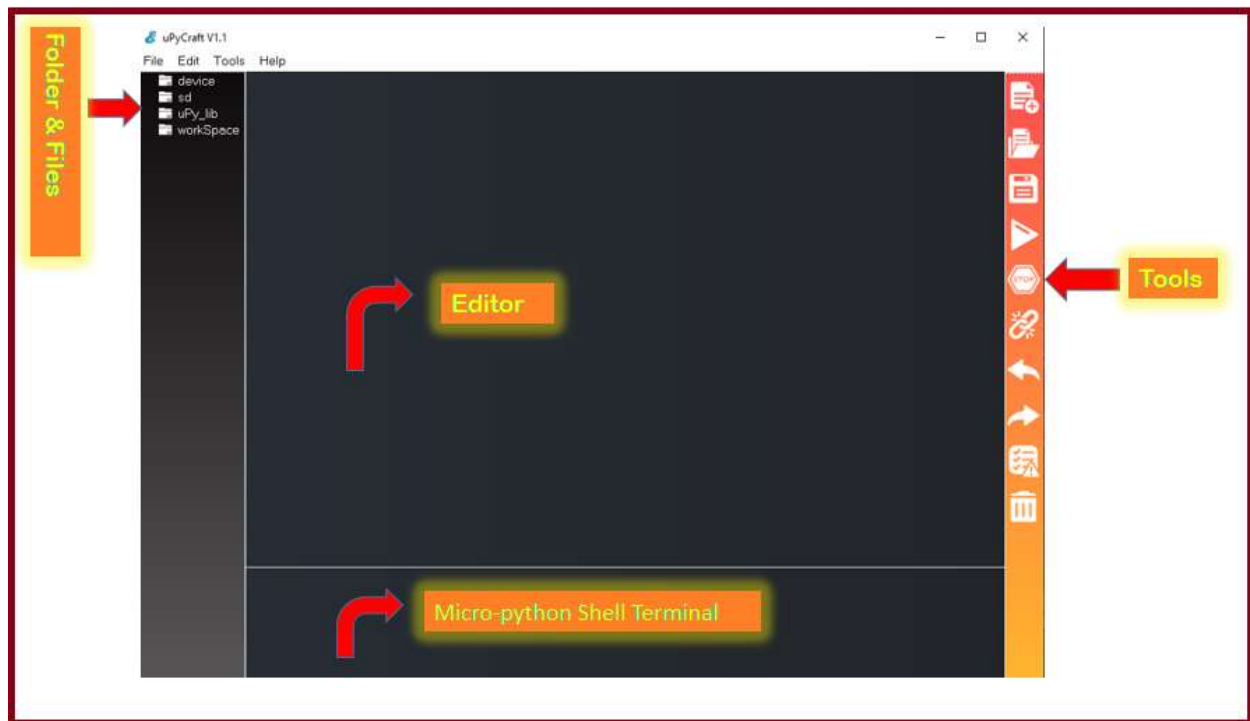 Folder & Files
uPyCraft V1.1
File Edit Tools Help
device
sd
uPy_lib
workSpace
STOP
Tools
Editor
Micro-python Shell Terminal